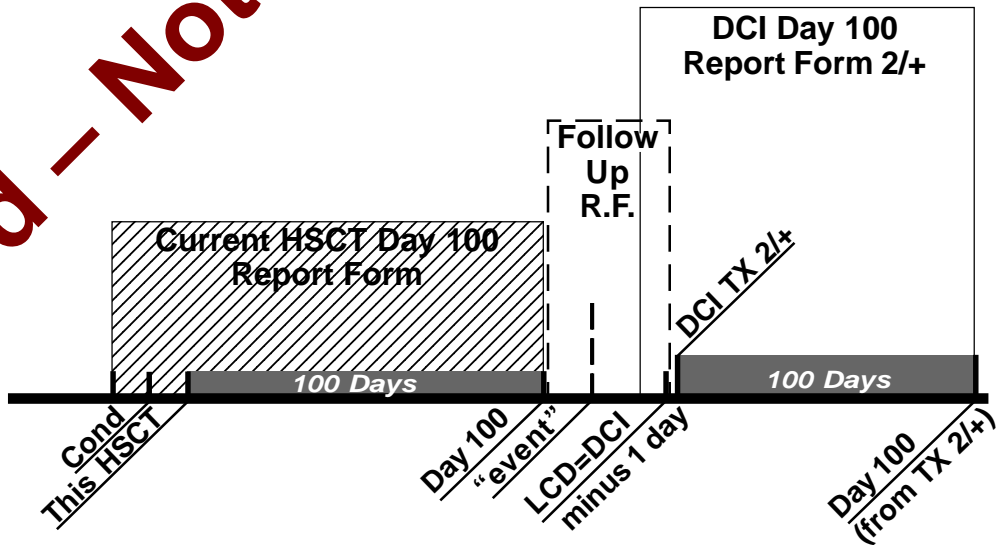 d – Not
DCI Day 100
Report Form 2/+
Follow
Up
R.F.
Current HSCT Day 100
Report Form
DCI TX 2/+
100 Days
100 Days
Cond
This HSCT
Day 100
“event”
LCD=DCI
minus 1 day
Day 100
(from TX 2/+)